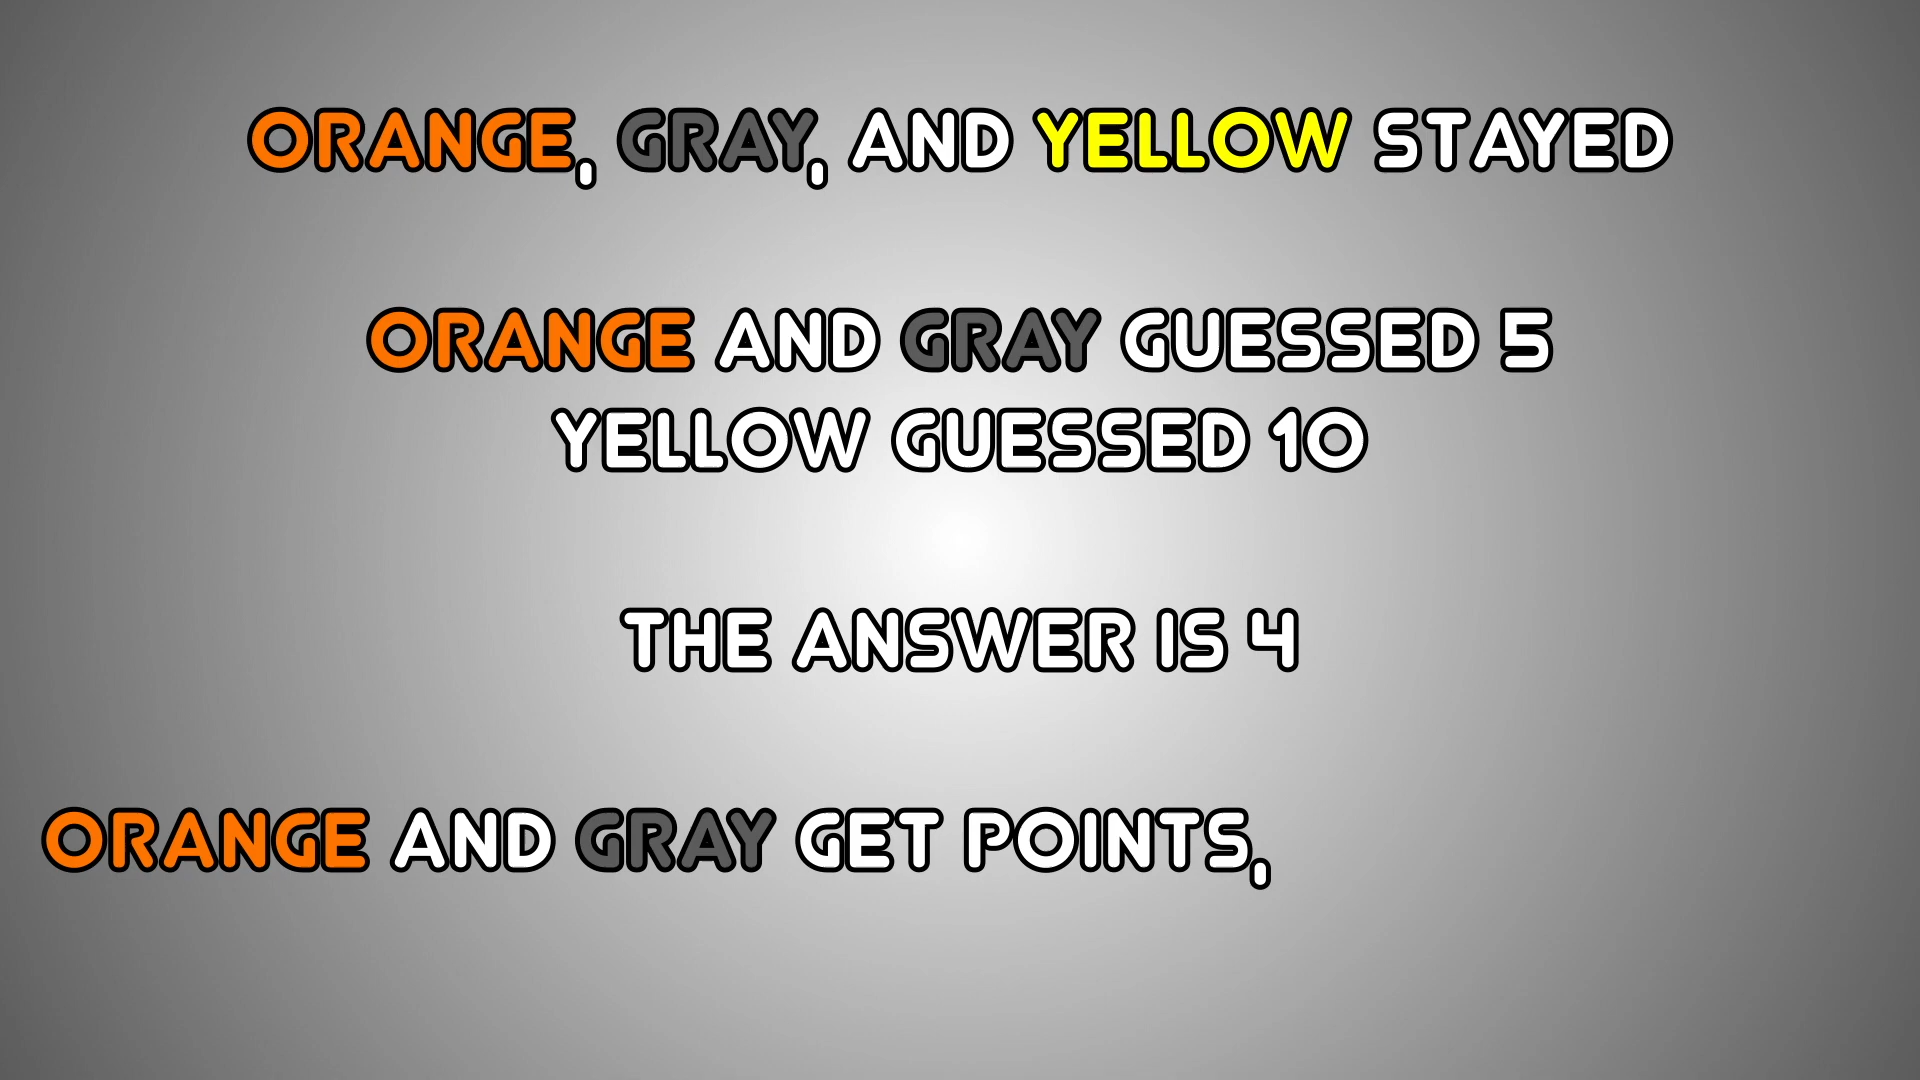 ORANGE, GRAY, AND YELLOW STAYED
ORANGE AND GRAY GUESSED 5
YELLOW GUESSED 10
THE ANSWER IS 4
ORANGE AND GRAY GET POINTS,